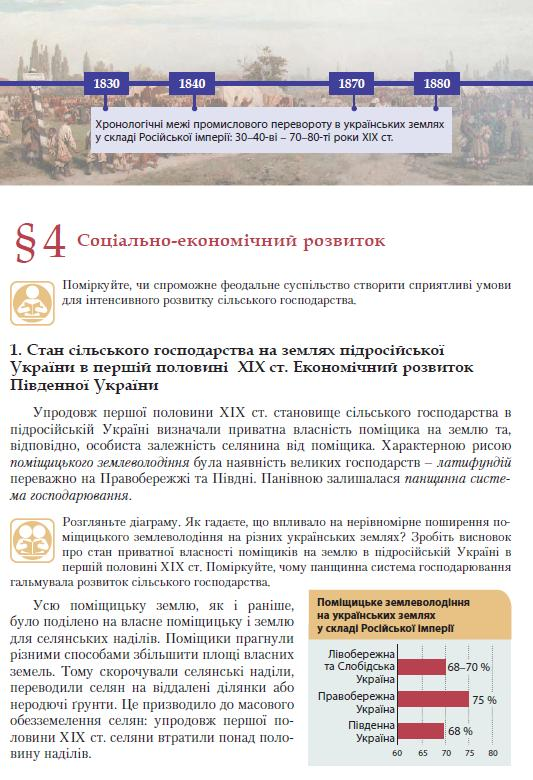 1830 1840 1870 1880
Хронологічні межі промислового перевороту в українських землях
у складі Російської імперії: 30–40-ві – 70–80-ті роки XIX ст.
§ 4 Соціально-економічний розвиток
Поміркуйте, чи спроможне феодальне суспільство створити сприятливі умови
для інтенсивного розвитку сільського господарства.
1. Стан сільського господарства на землях підросійської
України в першій половині XIX ст. Економічний розвиток
Південної України
Упродовж першої половини XIX ст. становище сільського господарства в
підросійській Україні визначали приватна власність поміщика на землю та,
відповідно, особиста залежність селянина від поміщика. Характерною рисою
поміщицького землеволодіння була наявність великих господарств – латифундій
переважно на Правобережжі та Півдні. Панівною залишалася панщинна систе-
ма господарювання.
Розгляньте діаграму. Як гадаєте, що впливало на нерівномірне поширення по-
міщицького землеволодіння на різних українських землях? Зробіть висновок
про стан приватної власності поміщиків на землю в підросійській Україні в
першій половині XIX ст. Поміркуйте, чому панщинна система господарювання
гальмувала розвиток сільського господарства.
Усю поміщицьку землю, як і раніше,
було поділено на власне поміщицьку і землю
для селянських наділів. Поміщики прагнули
різними способами збільшити площі власних
земель. Тому скорочували селянські наділи,
переводили селян на віддалені ділянки або
неродючі ґрунти. Це призводило до масового
обезземелення селян: упродовж першої по-
ловини XIX ст. селяни втратили понад поло-
вину наділів.
Поміщицьке землеволодіння
на українських землях
у складі Російської імперії
Лівобережна
та Слобідська
Україна
68–70 %
Правобережна
Україна
75 %
Південна
Україна
68 %
60 65 70 75 80